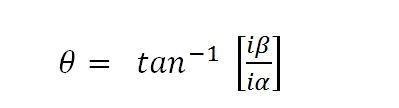 θ = tan⁻¹ [iβ/iα]